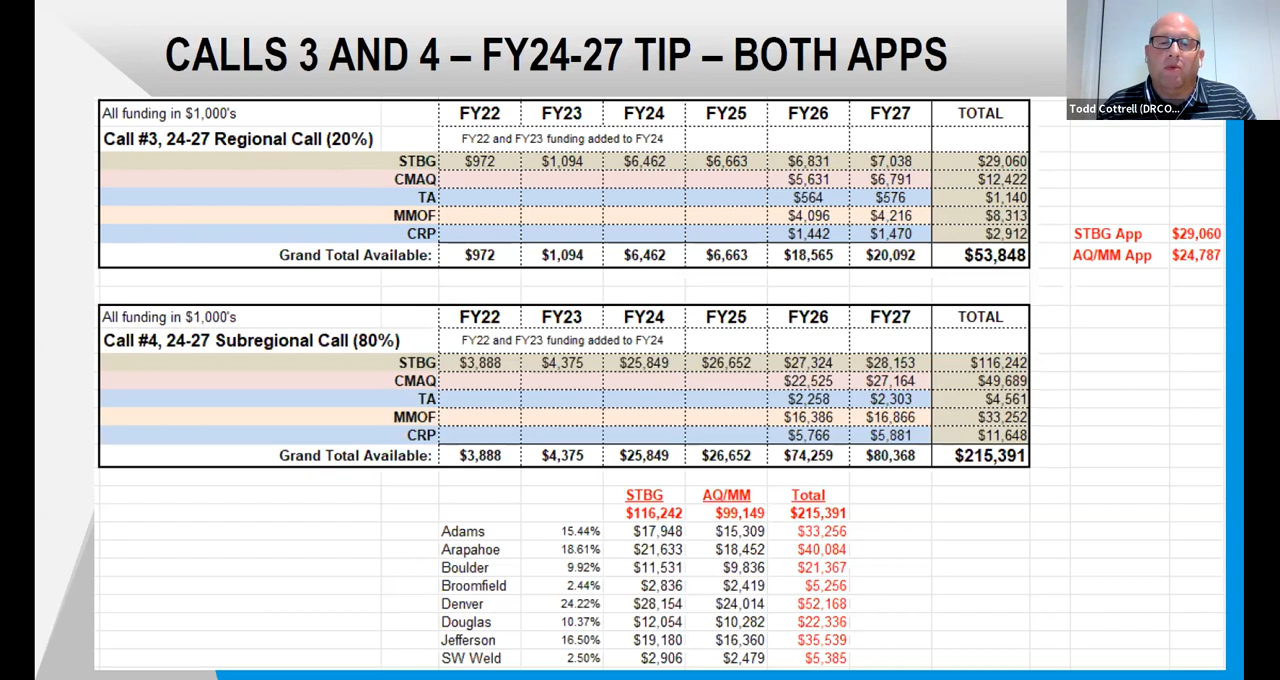 CALLS 3 AND 4 – FY24-27 TIP – BOTH APPS
Todd Cottrell (DRCO...
All funding in $1,000's FY22 FY23 FY24 FY25 FY26 FY27 TOTAL
Call #3, 24-27 Regional Call (20%) FY22 and FY23 funding added to FY24
STBG $972 $1,094 $6,462 $6,663 $6,831 $7,038 $29,060
CMAQ $5,631 $6,791 $12,422
TA $564 $576 $1,140
MMOF $4,096 $4,216 $8,313
CRP $1,442 $1,470 $2,912
Grand Total Available: $972 $1,094 $6,462 $6,663 $18,565 $20,092 $53,848
STBG App $29,060
AQ/MM App $24,787
All funding in $1,000's FY22 FY23 FY24 FY25 FY26 FY27 TOTAL
Call #4, 24-27 Subregional Call (80%) FY22 and FY23 funding added to FY24
STBG $3,888 $4,375 $25,849 $26,652 $27,324 $28,153 $116,242
CMAQ $22,525 $27,164 $49,689
TA $2,258 $2,303 $4,561
MMOF $16,386 $16,866 $33,252
CRP $5,766 $5,881 $11,648
Grand Total Available: $3,888 $4,375 $25,849 $26,652 $74,259 $80,368 $215,391
STBG AQ/MM Total
$116,242 $99,149 $215,391
Adams 15.44% $17,948 $15,309 $33,256
Arapahoe 18.61% $21,633 $18,452 $40,084
Boulder 9.92% $11,531 $9,836 $21,367
Broomfield 2.44% $2,836 $2,419 $5,256
Denver 24.22% $28,154 $24,014 $52,168
Douglas 10.37% $12,054 $10,282 $22,336
Jefferson 16.50% $19,180 $16,360 $35,539
SW Weld 2.50% $2,906 $2,479 $5,385